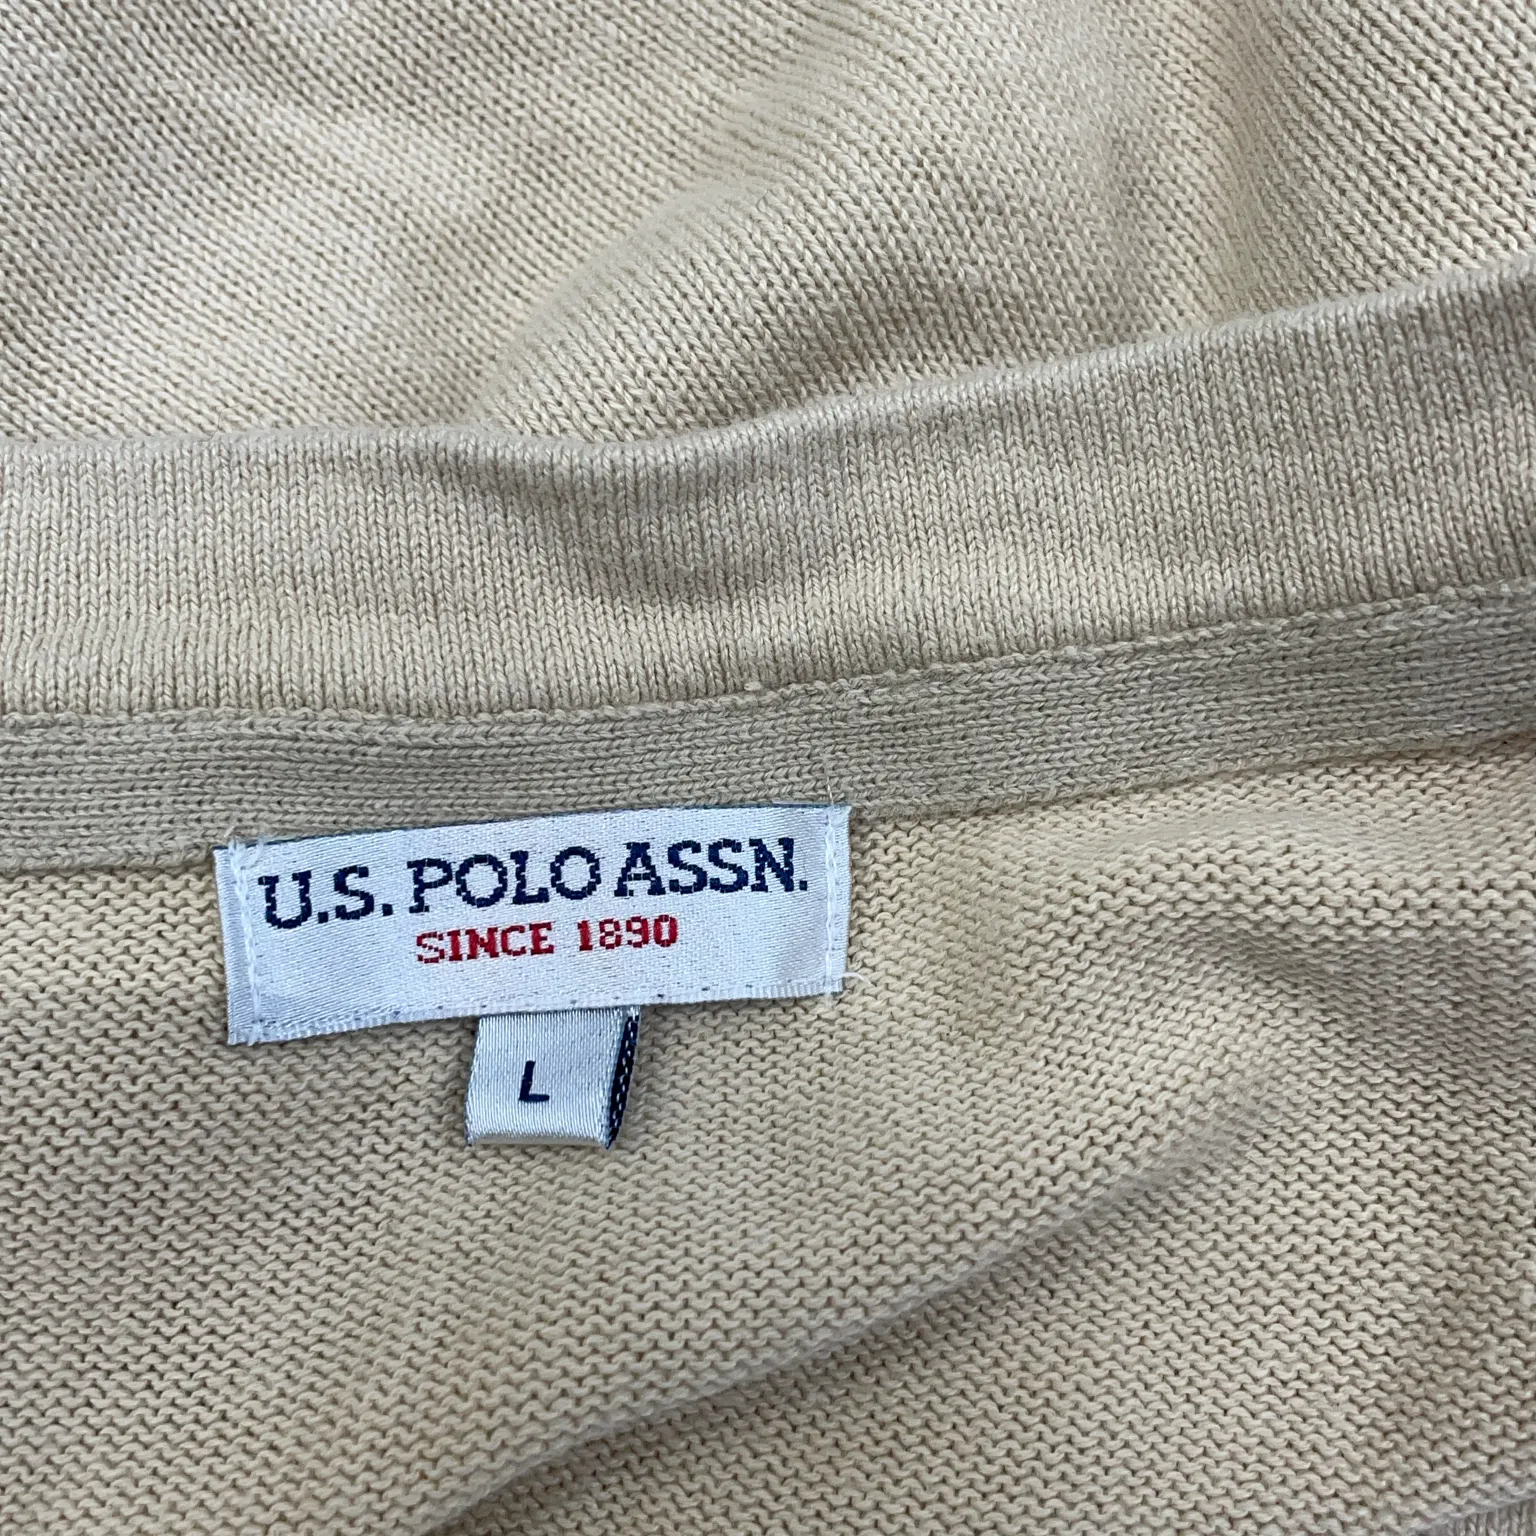 U.S. POLO ASSN.
SINCE 1890
L